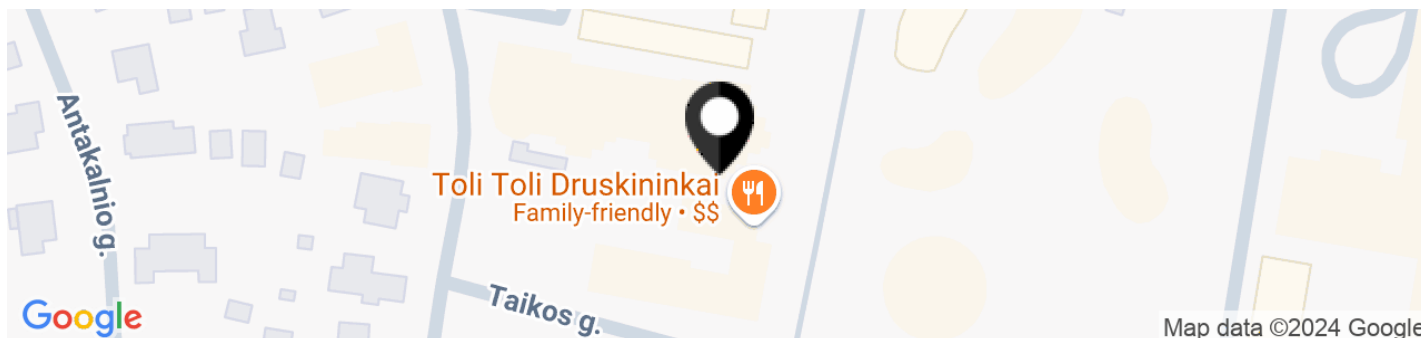 Antakalnio g.
Toli Toli Druskininkai
Family-friendly • $$
Taikos g.
Google
Map data ©2024 Google